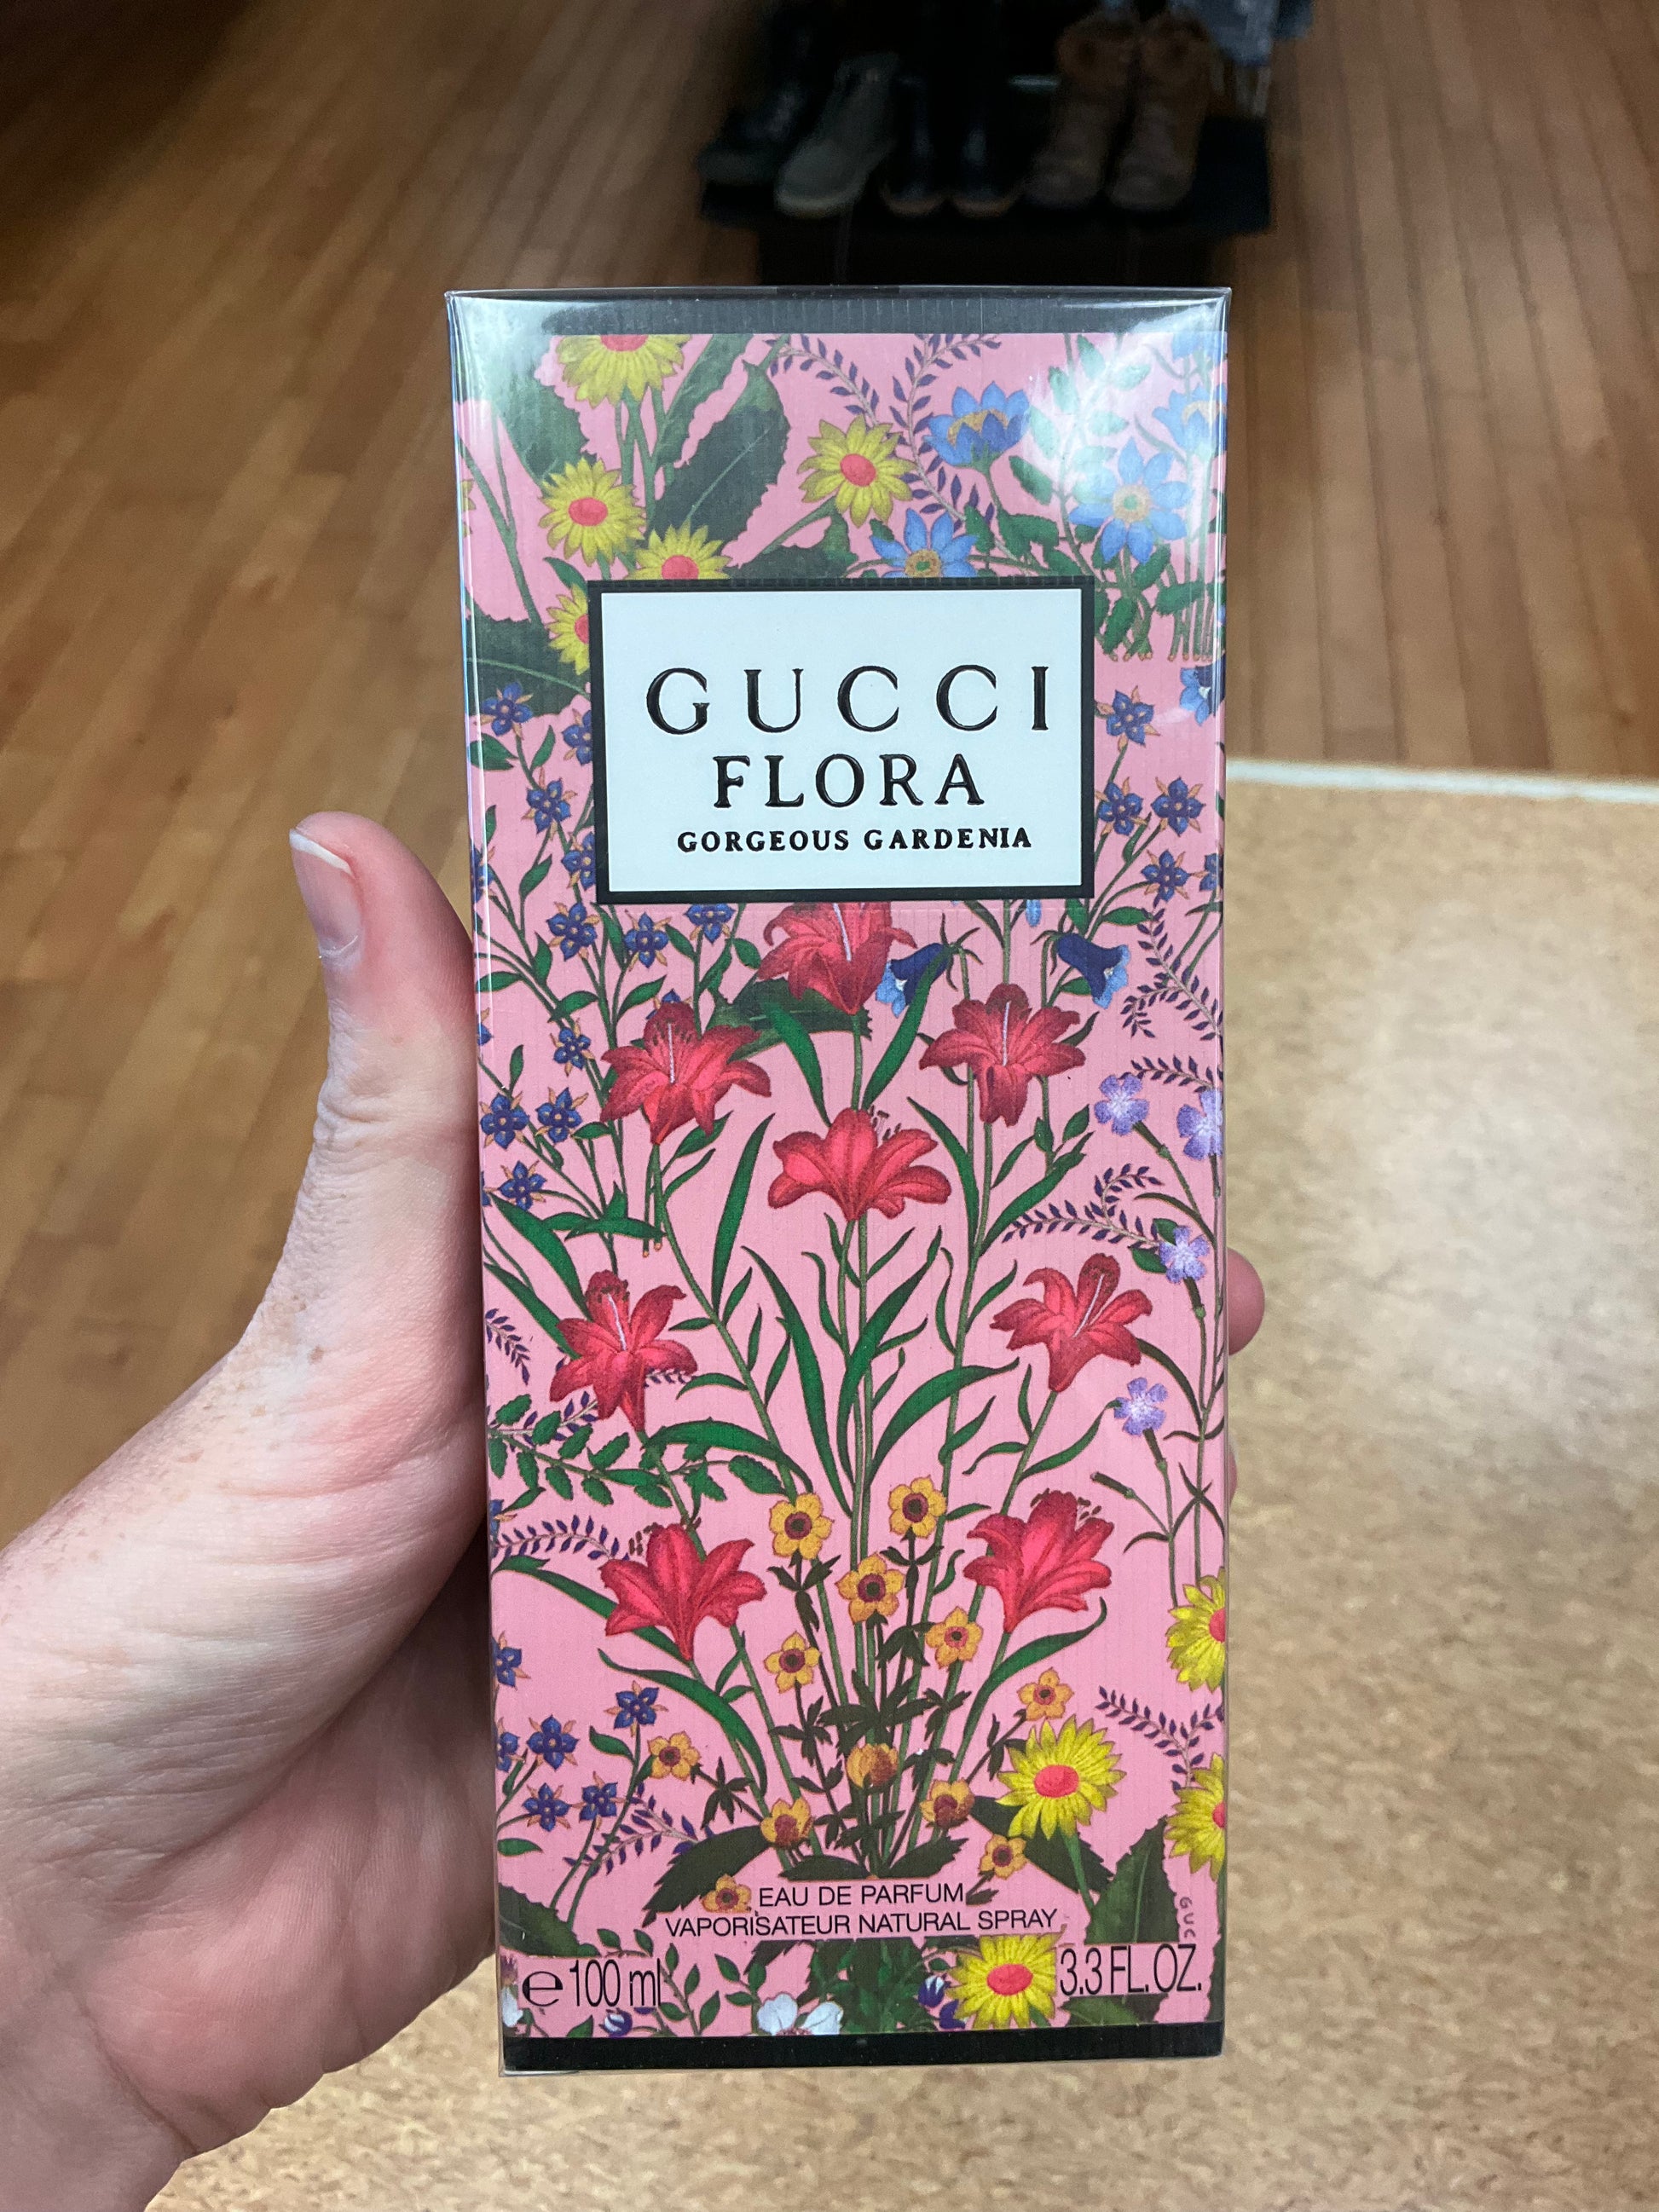 GUCCI
FLORA
GORGEOUS GARDENIA
EAU DE PARFUM
VAPORISATEUR NATURAL SPRAY
e 100 ml
3.3 FL. OZ.